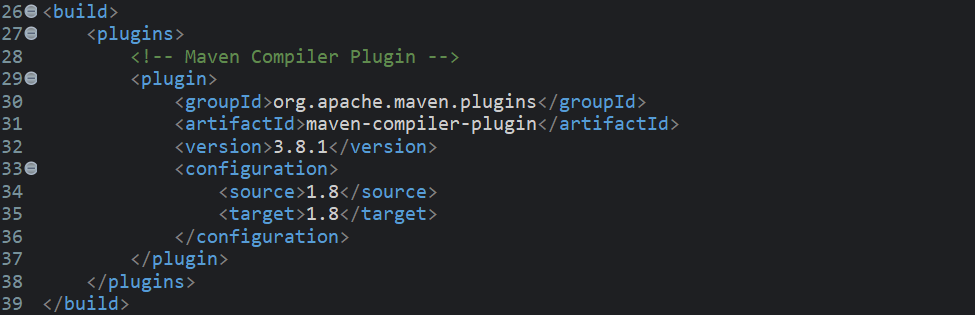 26 <build>
27     <plugins>
28         <!-- Maven Compiler Plugin -->
29         <plugin>
30             <groupId>org.apache.maven.plugins</groupId>
31             <artifactId>maven-compiler-plugin</artifactId>
32             <version>3.8.1</version>
33             <configuration>
34                 <source>1.8</source>
35                 <target>1.8</target>
36             </configuration>
37         </plugin>
38     </plugins>
39 </build>